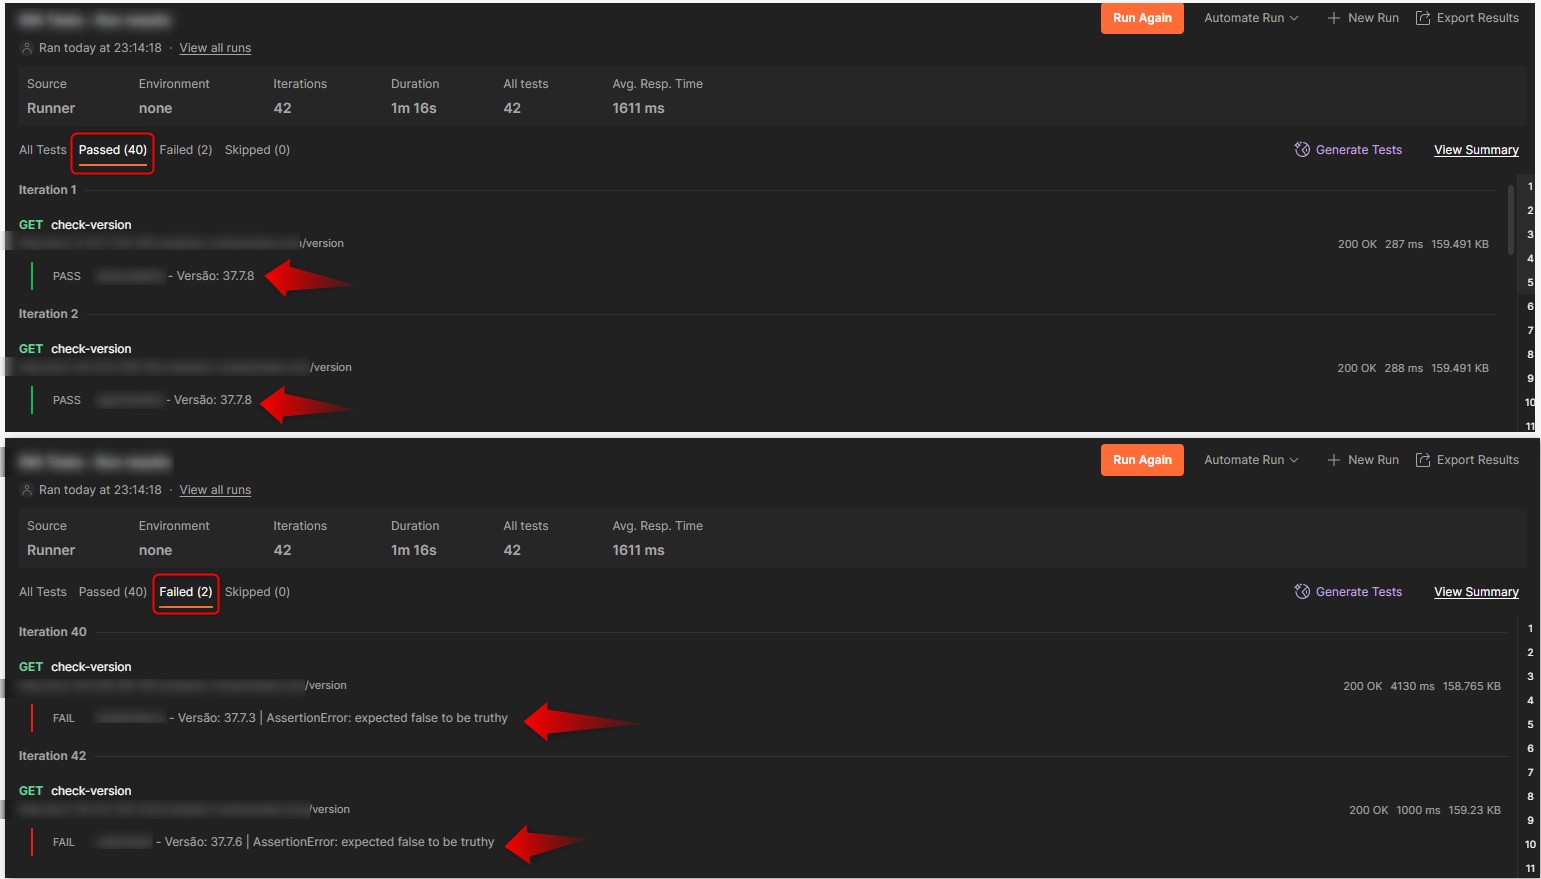 Run Again Automate Run New Run Export Results
Ran today at 23:14:18 · View all runs
Source Environment Iterations Duration All tests Avg. Resp. Time
Runner none 42 1m 16s 42 1611 ms
All Tests Passed (40) Failed (2) Skipped (0) Generate Tests View Summary
Iteration 1
GET check-version
/version
200 OK 287 ms 159.491 KB
PASS - Versão: 37.7.8
Iteration 2
GET check-version
/version
200 OK 288 ms 159.491 KB
PASS - Versão: 37.7.8
1
2
3
4
5
6
7
8
9
10
11
Run Again Automate Run New Run Export Results
Ran today at 23:14:18 · View all runs
Source Environment Iterations Duration All tests Avg. Resp. Time
Runner none 42 1m 16s 42 1611 ms
All Tests Passed (40) Failed (2) Skipped (0) Generate Tests View Summary
Iteration 40
GET check-version
/version
200 OK 4130 ms 158.765 KB
FAIL - Versão: 37.7.3 | AssertionError: expected false to be truthy
Iteration 42
GET check-version
/version
200 OK 1000 ms 159.23 KB
FAIL - Versão: 37.7.6 | AssertionError: expected false to be truthy
1
2
3
4
5
6
7
8
9
10
11